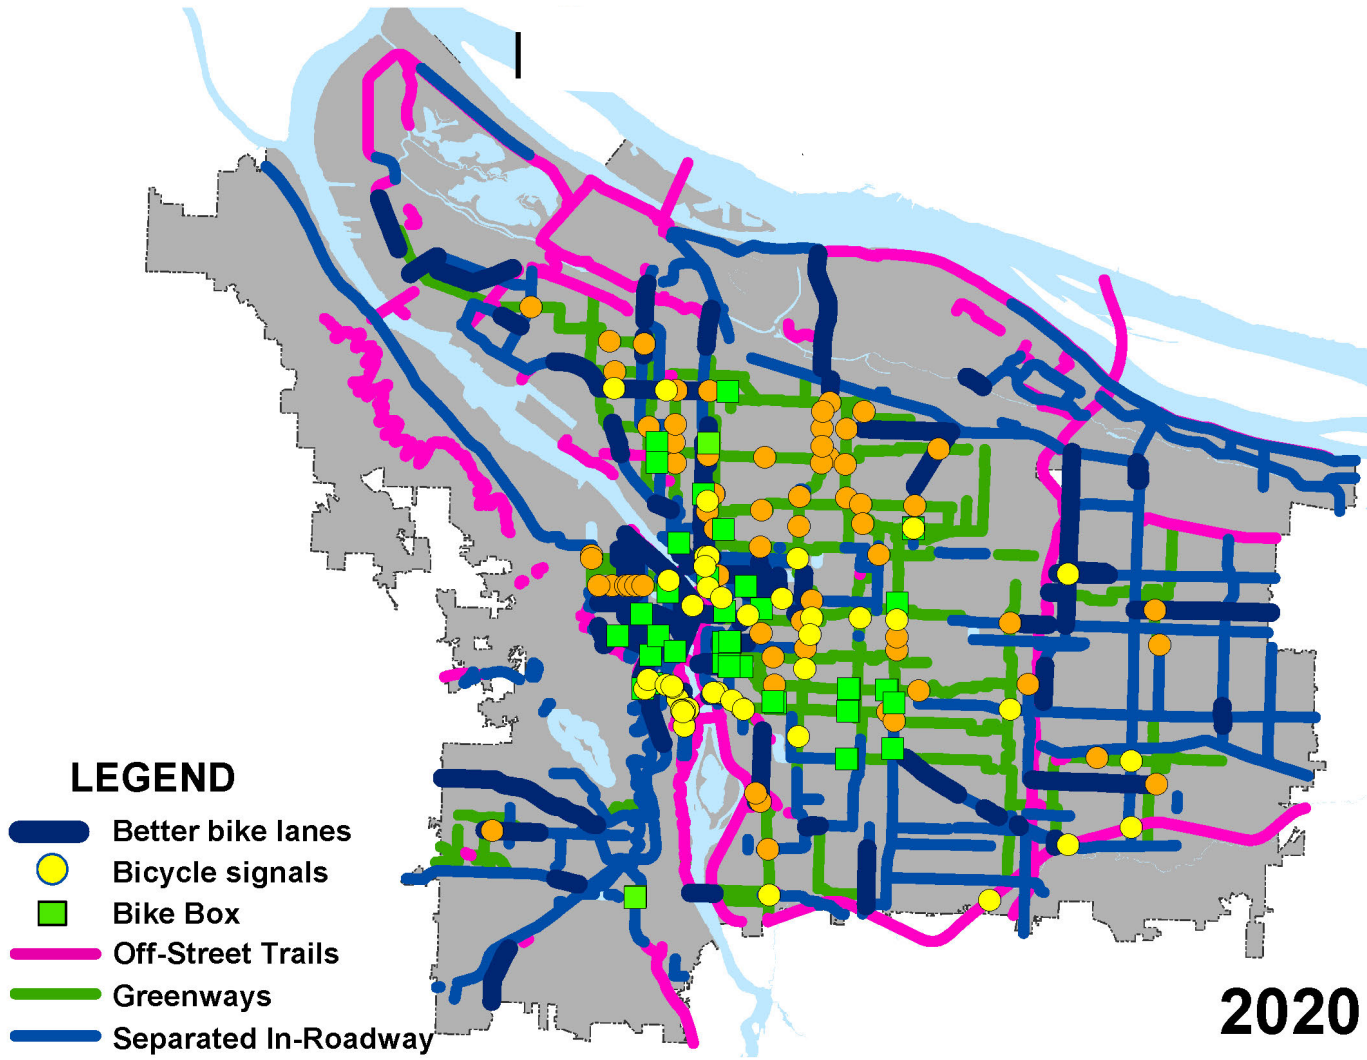 LEGEND
Better bike lanes
Bicycle signals
Bike Box
Off-Street Trails
Greenways
Separated In-Roadway
2020